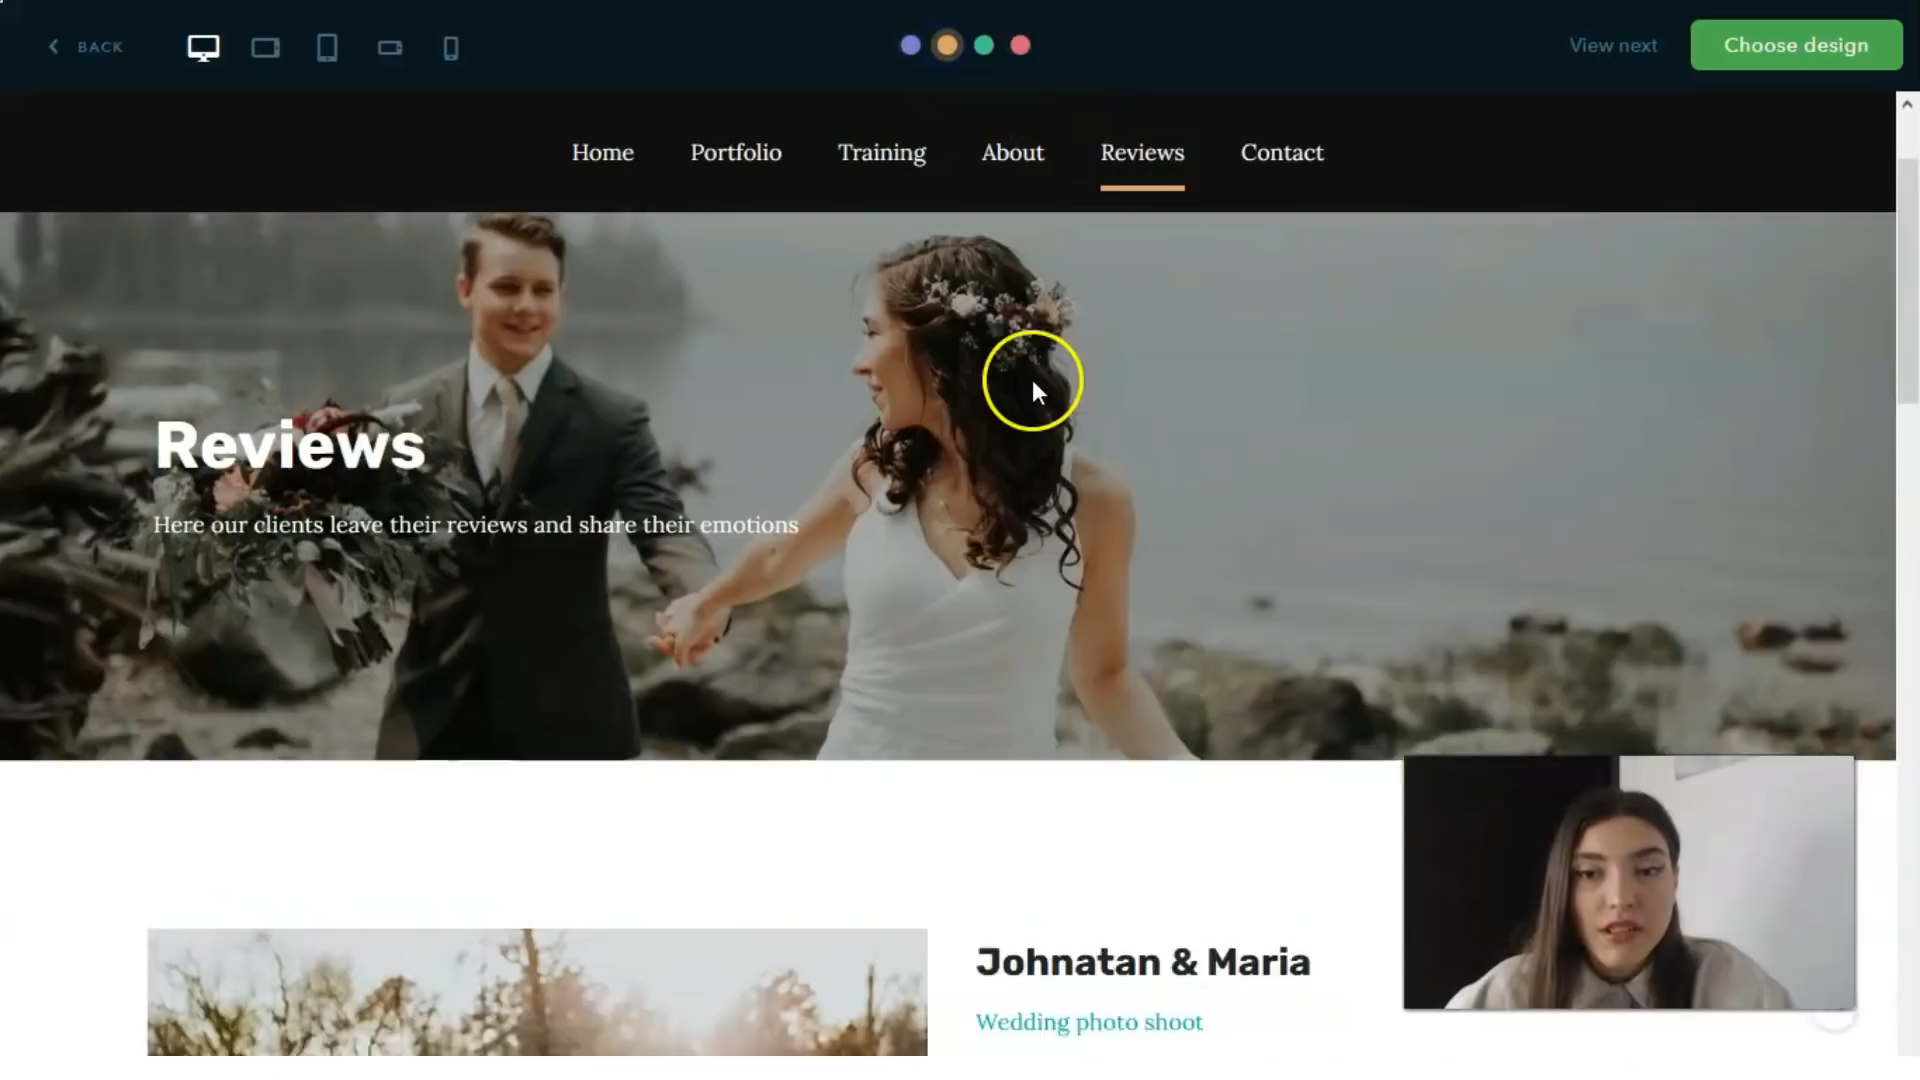 BACK
View next
Choose design
Home
Portfolio
Training
About
Reviews
Contact
Reviews
Here our clients leave their reviews and share their emotions
Johnatan & Maria
Wedding photo shoot